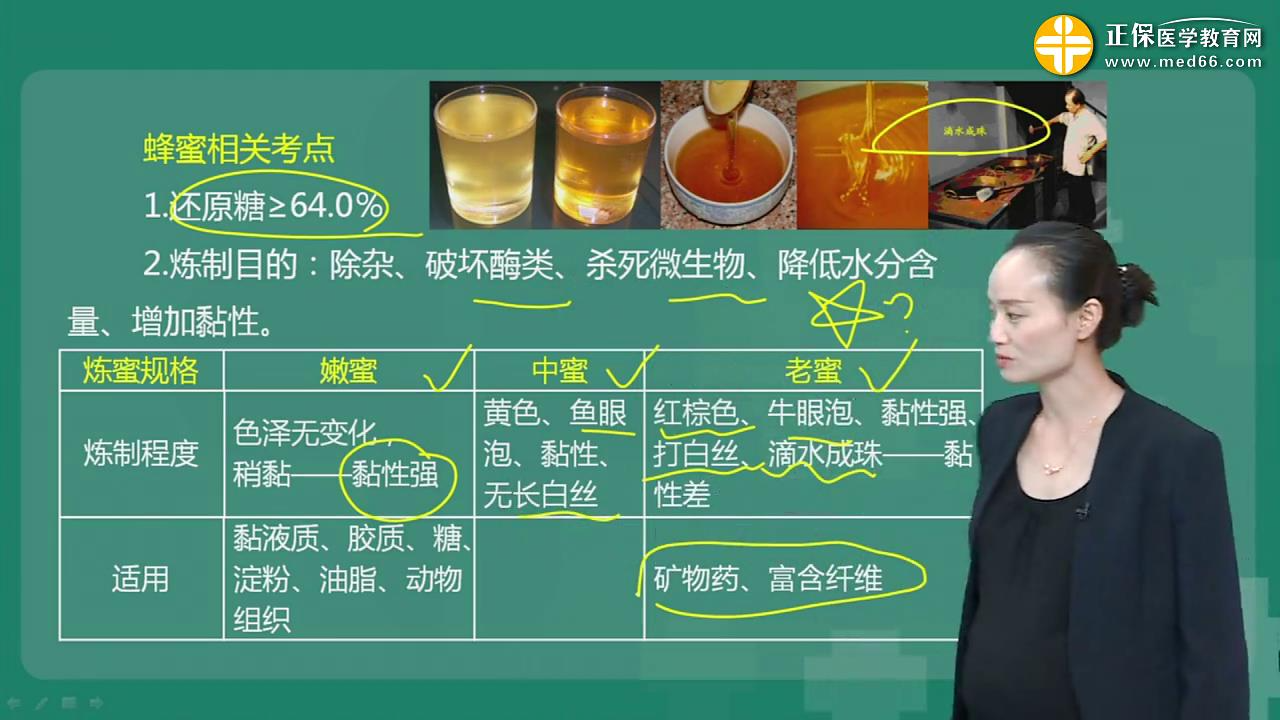 正保医学教育网
www.med66.com
滴水成珠
蜂蜜相关考点
1.还原糖≥64.0%
2.炼制目的：除杂、破坏酶类、杀死微生物、降低水分含
量、增加黏性。
炼蜜规格
嫩蜜
中蜜
老蜜
炼制程度
色泽无变化，
稍黏——黏性强
黄色、鱼眼
泡、黏性、
无长白丝
红棕色、牛眼泡、黏性强、
打白丝、滴水成珠——黏
性差
适用
黏液质、胶质、糖、
淀粉、油脂、动物
组织
矿物药、富含纤维
?